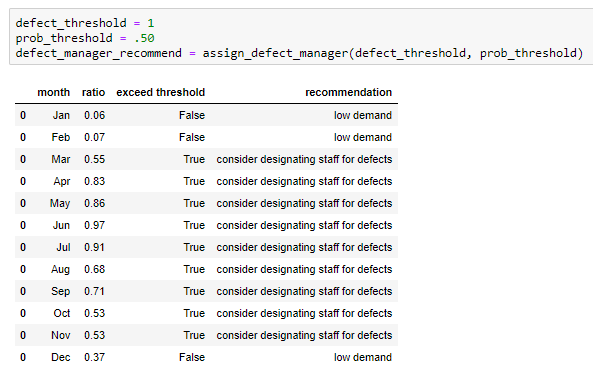 defect_threshold = 1
prob_threshold = .50
defect_manager_recommend = assign_defect_manager(defect_threshold, prob_threshold)
month ratio exceed threshold recommendation
0 Jan 0.06 False low demand
0 Feb 0.07 False low demand
0 Mar 0.55 True consider designating staff for defects
0 Apr 0.83 True consider designating staff for defects
0 May 0.86 True consider designating staff for defects
0 Jun 0.97 True consider designating staff for defects
0 Jul 0.91 True consider designating staff for defects
0 Aug 0.68 True consider designating staff for defects
0 Sep 0.71 True consider designating staff for defects
0 Oct 0.53 True consider designating staff for defects
0 Nov 0.53 True consider designating staff for defects
0 Dec 0.37 False low demand